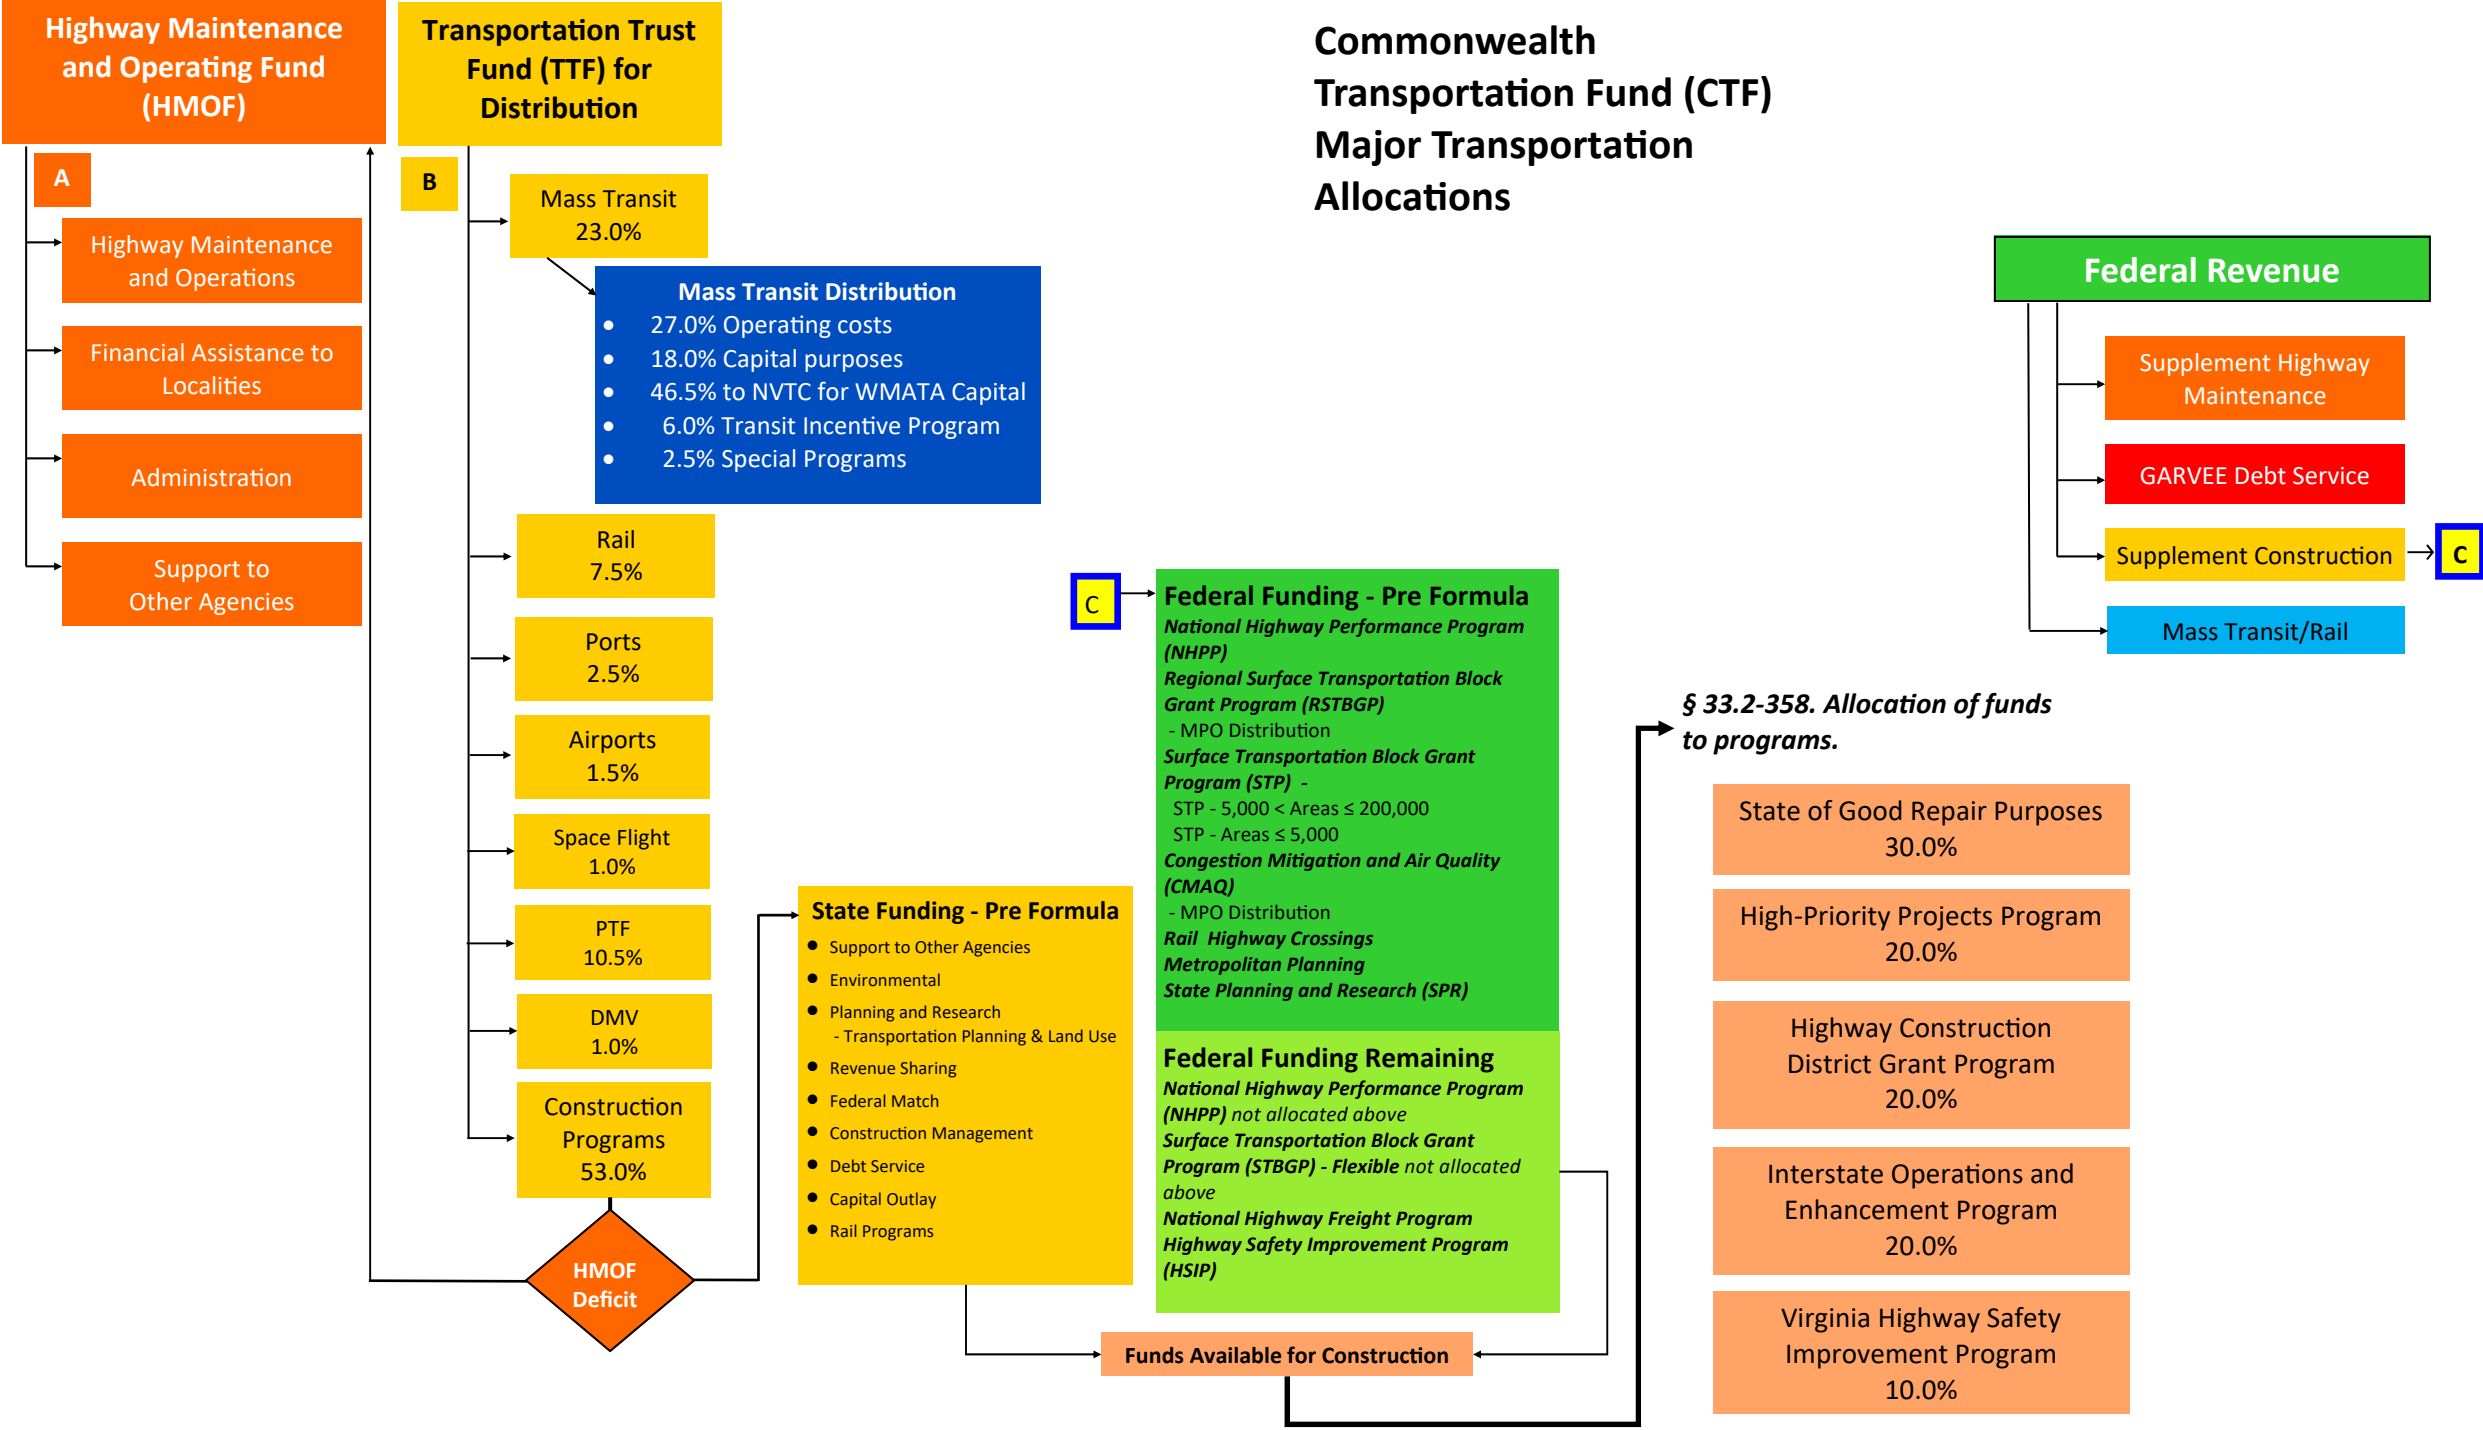 Highway Maintenance
and Operating Fund
(HMOF)
Transportation Trust
Fund (TTF) for
Distribution
Commonwealth
Transportation Fund (CTF)
Major Transportation
Allocations
A
Highway Maintenance
and Operations
Financial Assistance to
Localities
Administration
Support to
Other Agencies
B
Mass Transit
23.0%
Mass Transit Distribution
• 27.0% Operating costs
• 18.0% Capital purposes
• 46.5% to NVTC for WMATA Capital
• 6.0% Transit Incentive Program
• 2.5% Special Programs
Rail
7.5%
Ports
2.5%
Airports
1.5%
Space Flight
1.0%
PTF
10.5%
DMV
1.0%
Construction
Programs
53.0%
HMOF
Deficit
State Funding - Pre Formula
• Support to Other Agencies
• Environmental
• Planning and Research
- Transportation Planning & Land Use
• Revenue Sharing
• Federal Match
• Construction Management
• Debt Service
• Capital Outlay
• Rail Programs
C
Federal Funding - Pre Formula
National Highway Performance Program
(NHPP)
Regional Surface Transportation Block
Grant Program (RSTBGP)
- MPO Distribution
Surface Transportation Block Grant
Program (STP) -
STP - 5,000 < Areas ≤ 200,000
STP - Areas ≤ 5,000
Congestion Mitigation and Air Quality
(CMAQ)
- MPO Distribution
Rail Highway Crossings
Metropolitan Planning
State Planning and Research (SPR)
Federal Funding Remaining
National Highway Performance Program
(NHPP) not allocated above
Surface Transportation Block Grant
Program (STBGP) - Flexible not allocated
above
National Highway Freight Program
Highway Safety Improvement Program
(HSIP)
Funds Available for Construction
Federal Revenue
Supplement Highway
Maintenance
GARVEE Debt Service
Supplement Construction
C
Mass Transit/Rail
§ 33.2-358. Allocation of funds
to programs.
State of Good Repair Purposes
30.0%
High-Priority Projects Program
20.0%
Highway Construction
District Grant Program
20.0%
Interstate Operations and
Enhancement Program
20.0%
Virginia Highway Safety
Improvement Program
10.0%